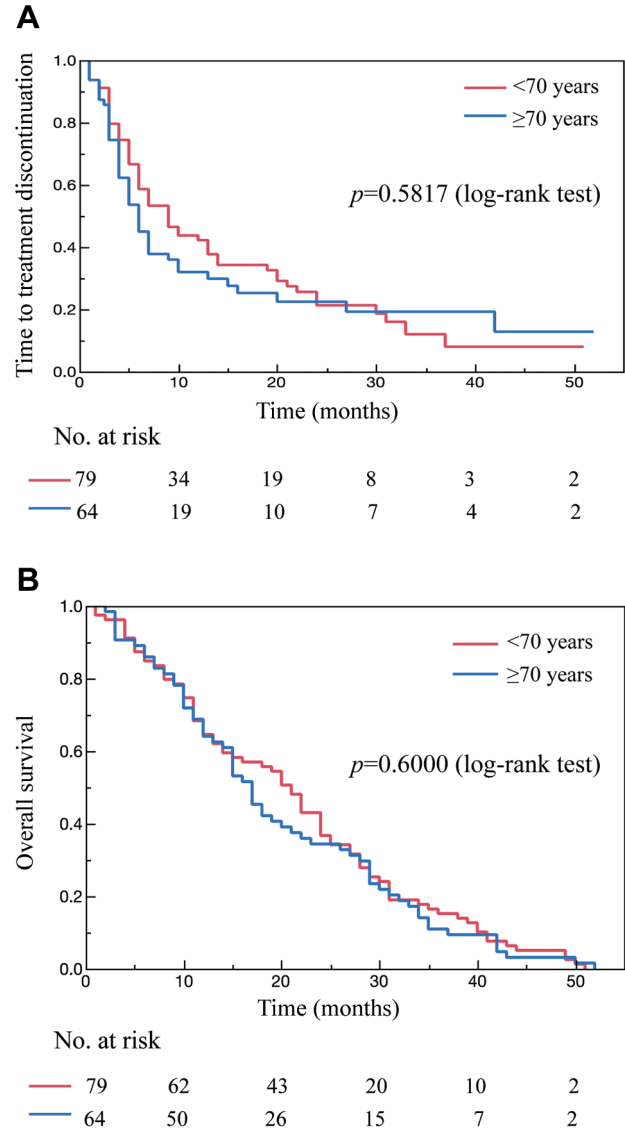 A
Time to treatment discontinuation
1.0
0.8
0.6
0.4
0.2
0.0
<70 years
≥70 years
p=0.5817 (log-rank test)
0 10 20 30 40 50
Time (months)
No. at risk
79 34 19 8 3 2
64 19 10 7 4 2
B
Overall survival
1.0
0.8
0.6
0.4
0.2
0.0
<70 years
≥70 years
p=0.6000 (log-rank test)
0 10 20 30 40 50
Time (months)
No. at risk
79 62 43 20 10 2
64 50 26 15 7 2